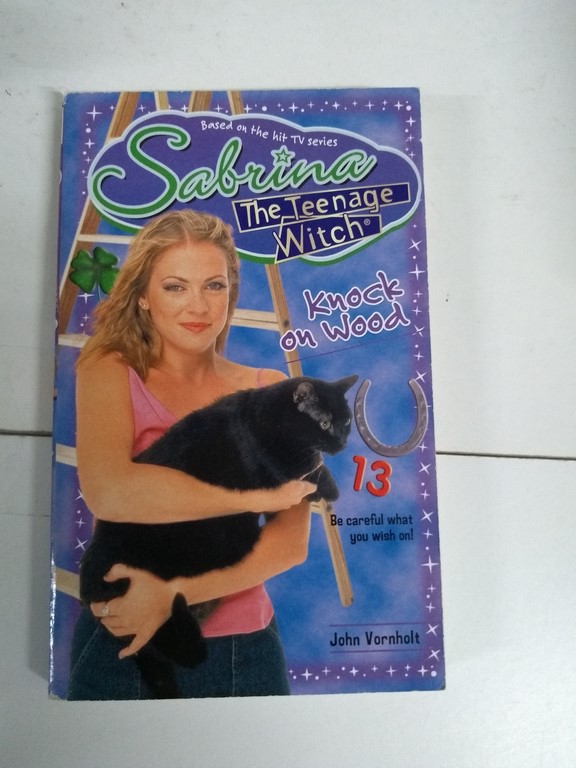 Based on the hit TV series
Sabrina
The Teenage
Witch®
Knock
on Wood
13
Be careful what
you wish on!
John Vornholt